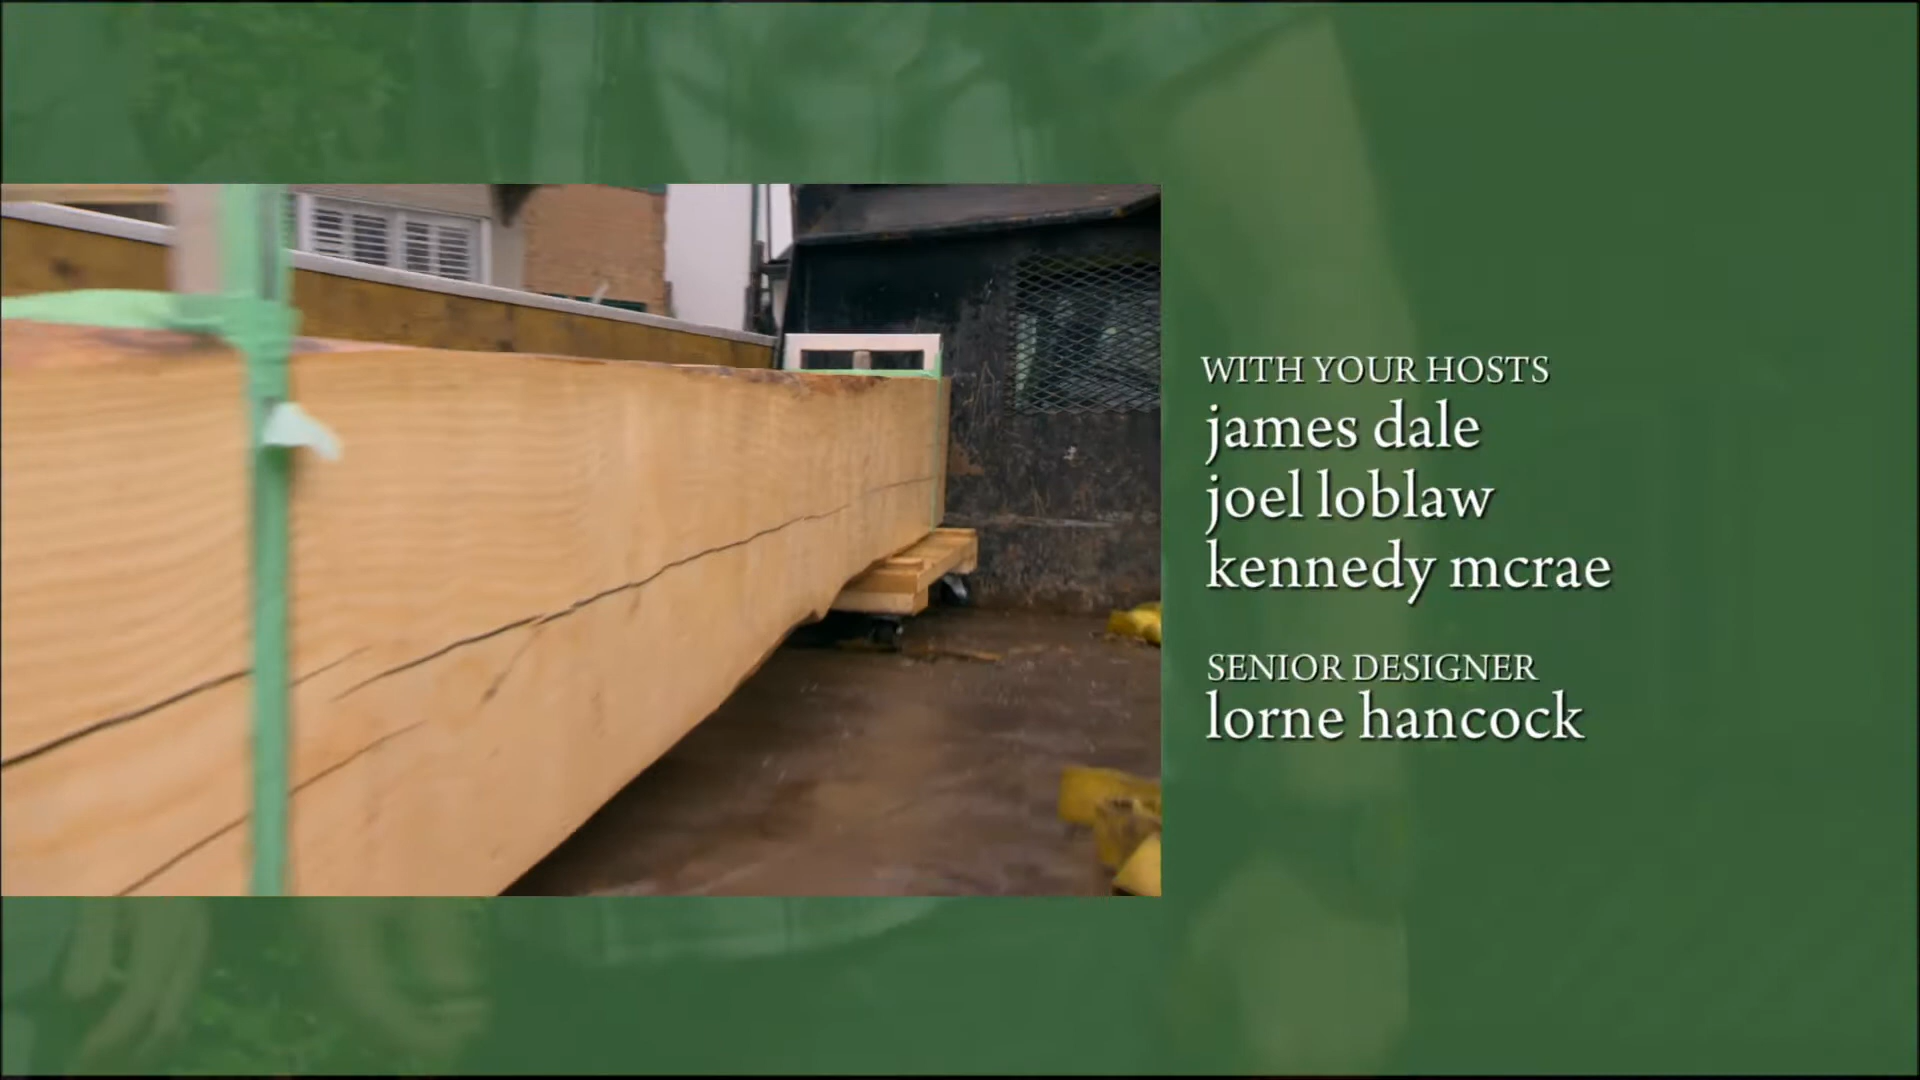 WITH YOUR HOSTS
james dale
joel loblaw
kennedy mcrae
SENIOR DESIGNER
lorne hancock